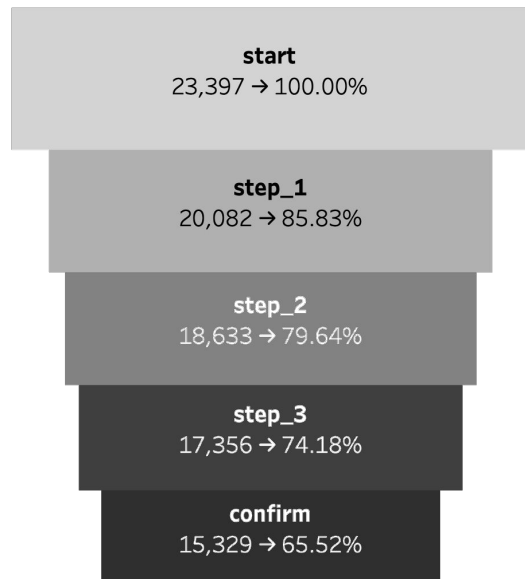 start
23,397 → 100.00%
step_1
20,082 → 85.83%
step_2
18,633 → 79.64%
step_3
17,356 → 74.18%
confirm
15,329 → 65.52%